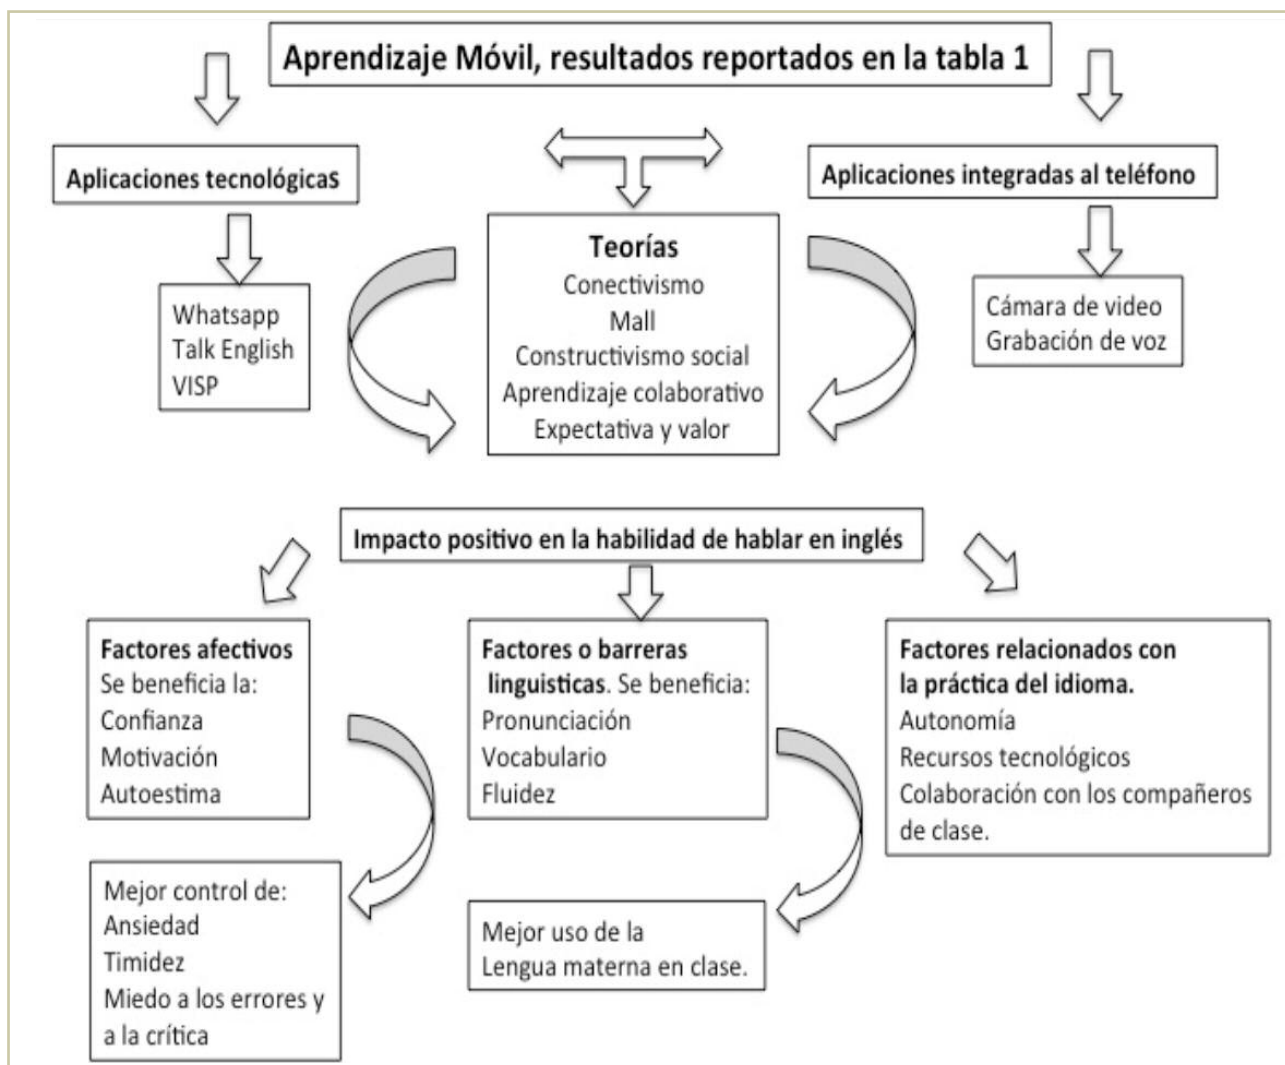 Aprendizaje Móvil, resultados reportados en la tabla 1
Aplicaciones tecnológicas
Aplicaciones integradas al teléfono
Whatsapp
Talk English
VISP
Teorías
Conectivismo
Mall
Constructivismo social
Aprendizaje colaborativo
Expectativa y valor
Cámara de video
Grabación de voz
Impacto positivo en la habilidad de hablar en inglés
Factores afectivos
Se beneficia la:
Confianza
Motivación
Autoestima
Mejor control de:
Ansiedad
Timidez
Miedo a los errores y
a la crítica
Factores o barreras
linguisticas. Se beneficia:
Pronunciación
Vocabulario
Fluidez
Mejor uso de la
Lengua materna en clase.
Factores relacionados con
la práctica del idioma.
Autonomía
Recursos tecnológicos
Colaboración con los compañeros
de clase.